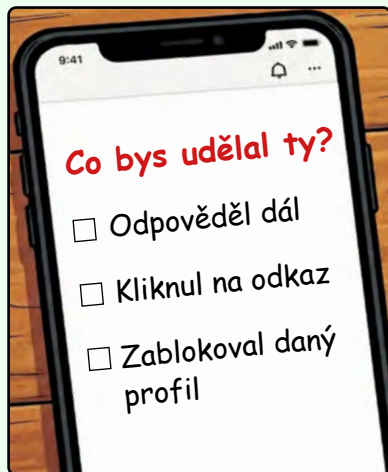 9:41
Co bys udělal ty?
Odpověděl dál
Kliknul na odkaz
Zablokoval daný
profil